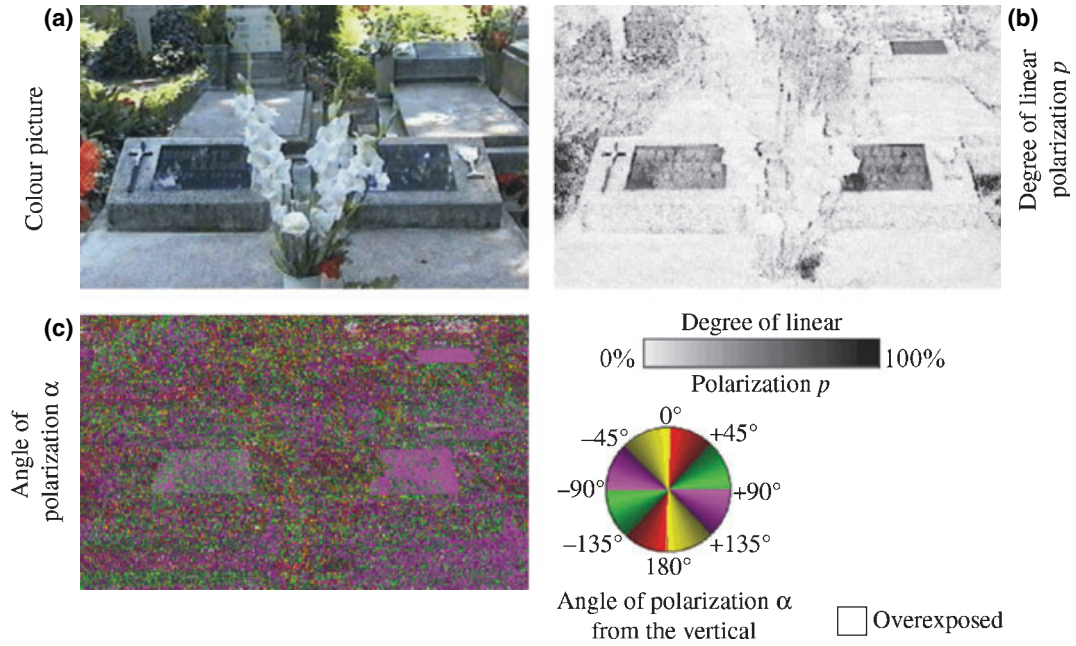 (a)
Colour picture
(b)
Degree of linear
polarization p
(c)
Angle of
polarization α
Degree of linear
0%
100%
Polarization p
0°
−45°
+45°
−90°
+90°
−135°
+135°
180°
Angle of polarization α
from the vertical
Overexposed